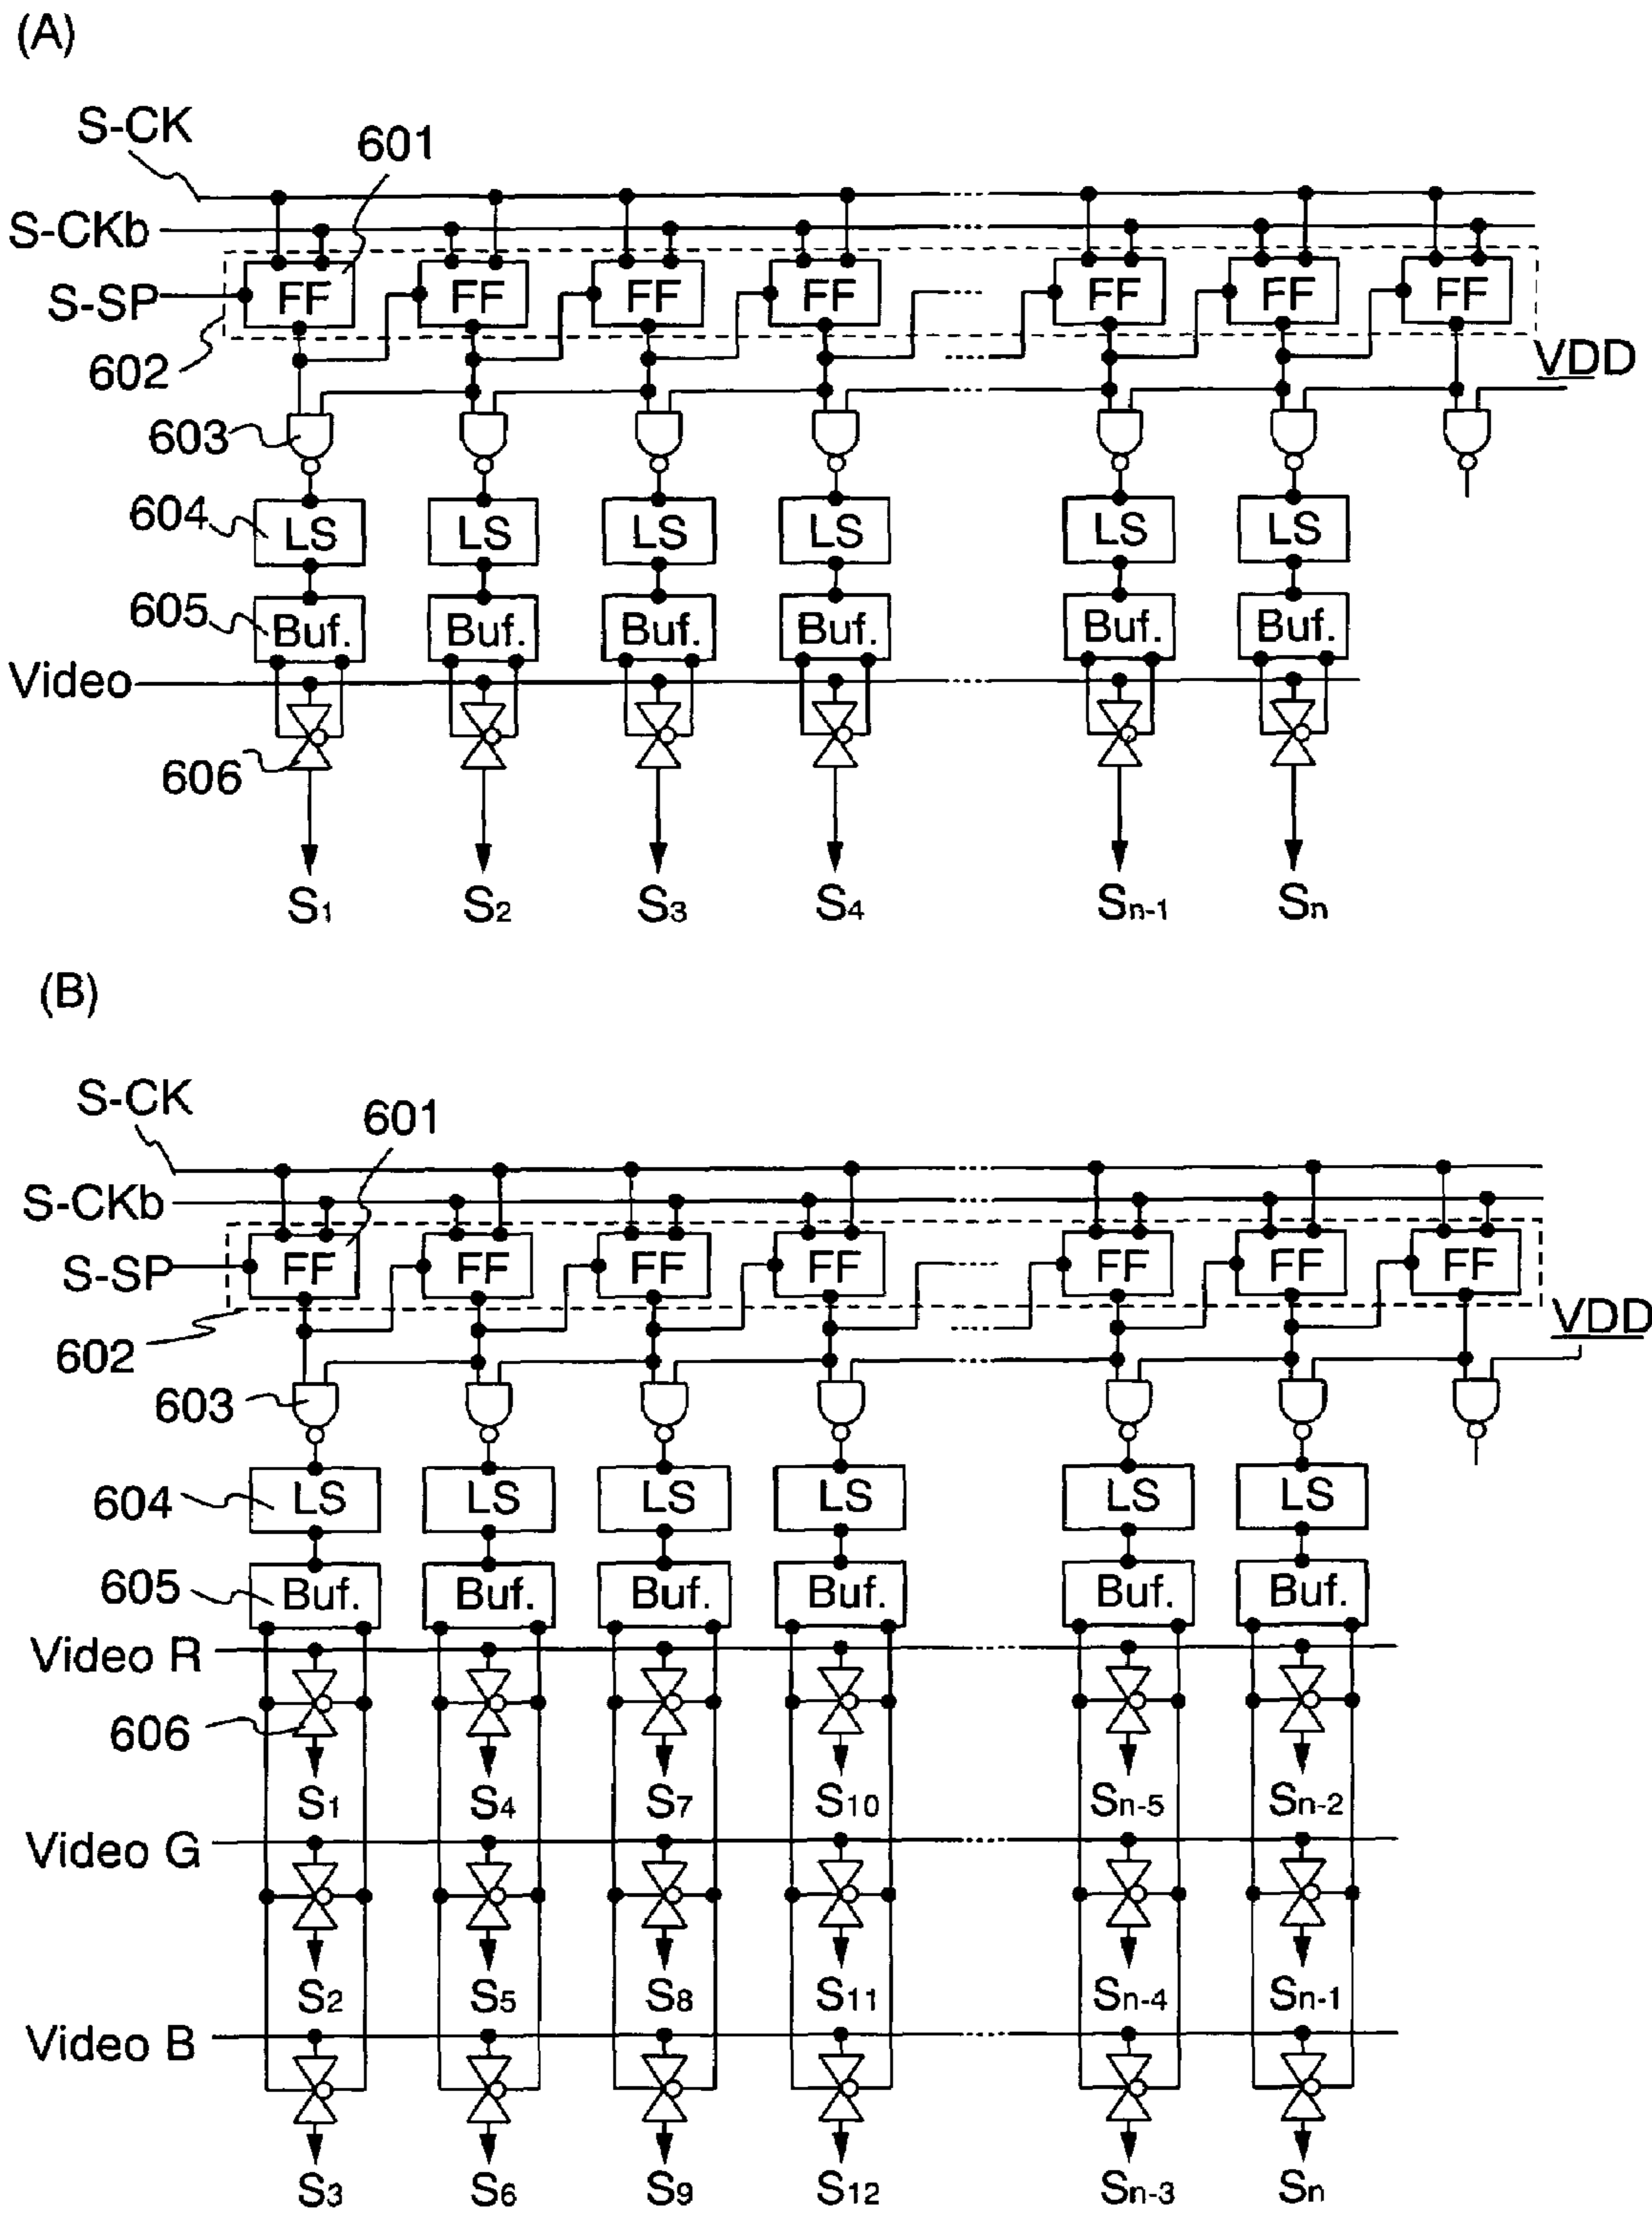 (A)
S-CK
601
S-CKb
S-SP
FF FF FF FF FF FF FF
602
VDD
603
604
LS LS LS LS LS LS
605
Buf. Buf. Buf. Buf. Buf. Buf.
Video
606
S1 S2 S3 S4 Sn-1 Sn
(B)
S-CK
601
S-CKb
S-SP
FF FF FF FF FF FF FF
602
VDD
603
604
LS LS LS LS LS LS
605
Buf. Buf. Buf. Buf. Buf. Buf.
Video R
606
S1 S4 S7 S10 Sn-5 Sn-2
Video G
S2 S5 S8 S11 Sn-4 Sn-1
Video B
S3 S6 S9 S12 Sn-3 Sn